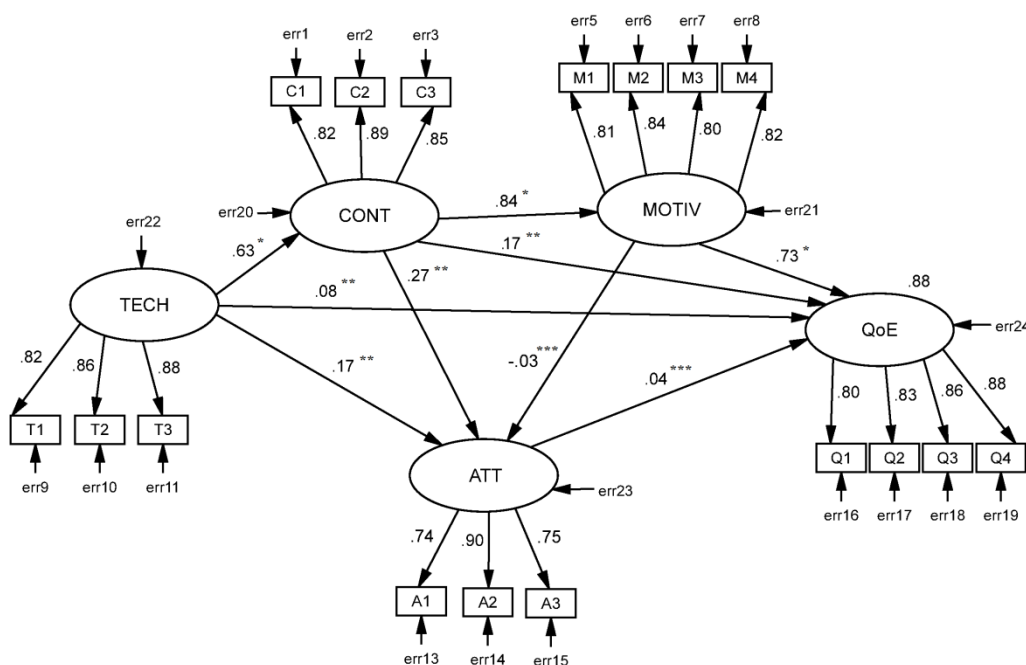 err1 err2 err3
err5 err6 err7 err8
C1 C2 C3
M1 M2 M3 M4
.82 .89 .85
.81 .84 .80 .82
err20 CONT
.84 *
MOTIV err21
err22
.63 *
.17 **
.73 *
.27 **
.88
TECH
.08 **
QoE err24
.82 .86 .88
.17 **
-.03 ***
.04 ***
.80 .83 .86 .88
T1 T2 T3
Q1 Q2 Q3 Q4
err9 err10 err11
ATT err23
err16 err17 err18 err19
.74 .90 .75
A1 A2 A3
err13 err14 err15